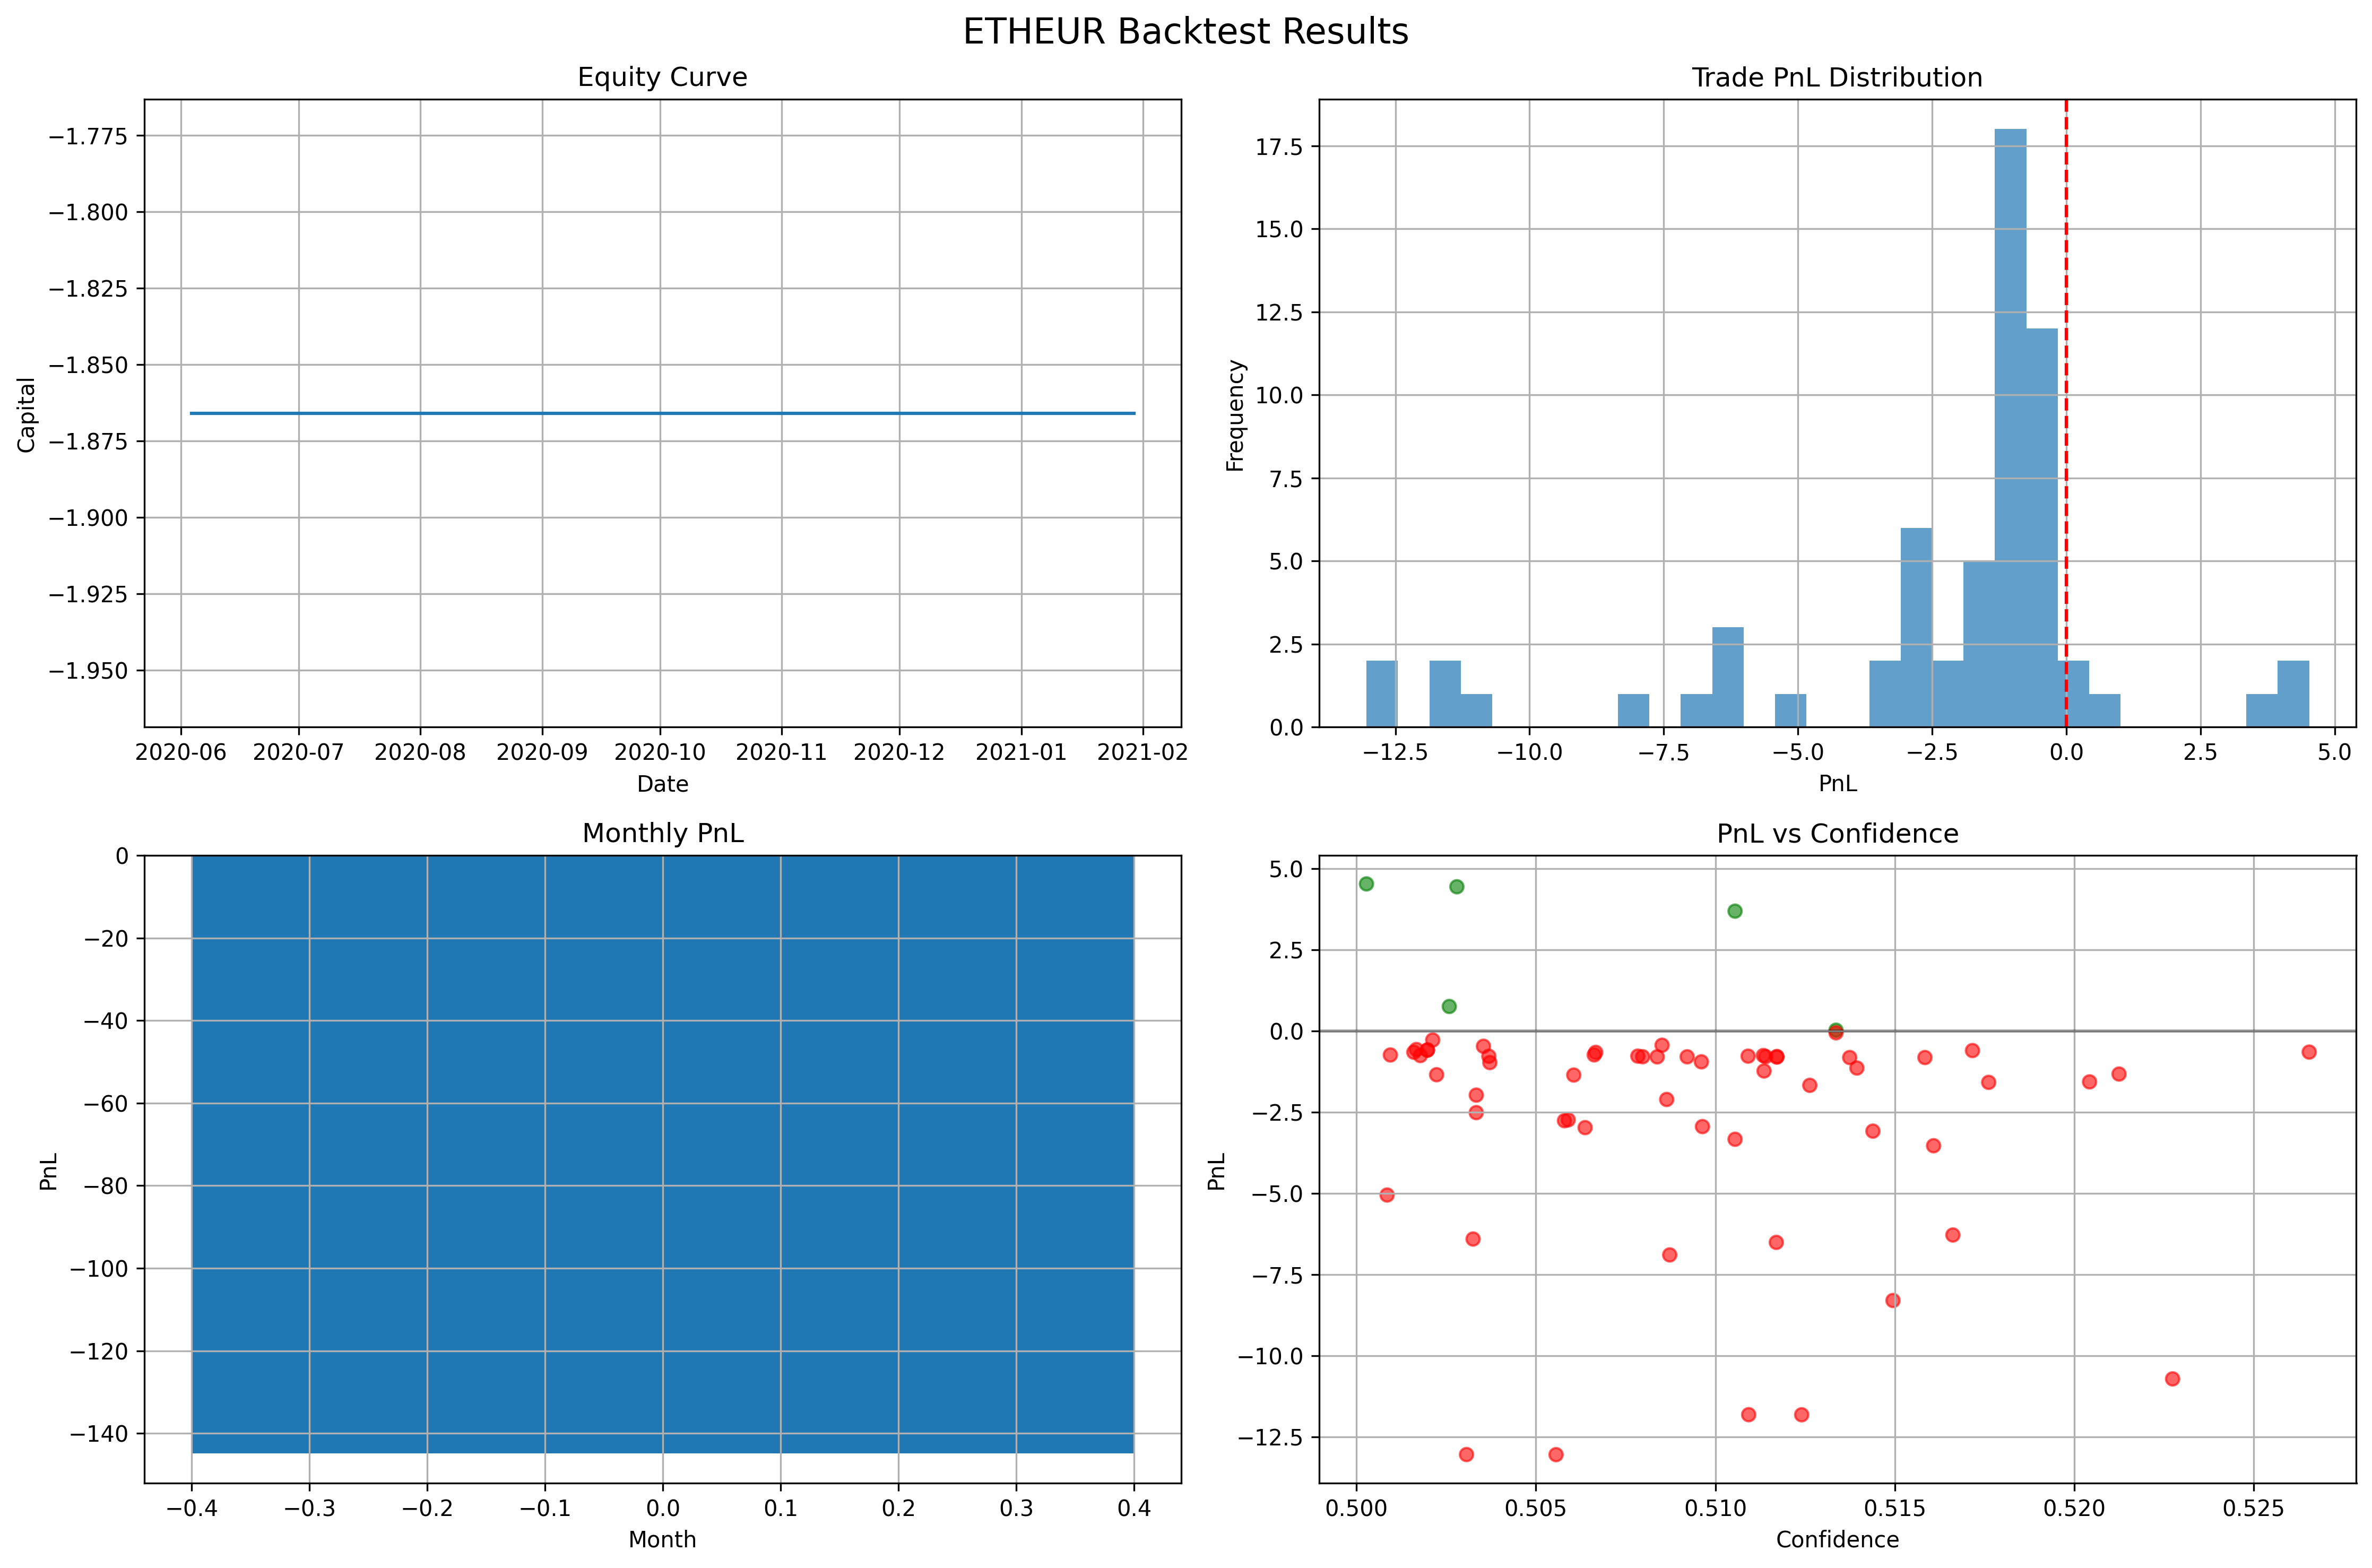 ETHEUR Backtest Results
Equity Curve
−1.775
−1.800
−1.825
−1.850
−1.875
−1.900
−1.925
−1.950
Capital
2020-06 2020-07 2020-08 2020-09 2020-10 2020-11 2020-12 2021-01 2021-02
Date
Trade PnL Distribution
17.5
15.0
12.5
10.0
7.5
5.0
2.5
0.0
Frequency
−12.5 −10.0 −7.5 −5.0 −2.5 0.0 2.5 5.0
PnL
Monthly PnL
0
−20
−40
−60
−80
−100
−120
−140
PnL
−0.4 −0.3 −0.2 −0.1 0.0 0.1 0.2 0.3 0.4
Month
PnL vs Confidence
5.0
2.5
0.0
−2.5
−5.0
−7.5
−10.0
−12.5
PnL
0.500 0.505 0.510 0.515 0.520 0.525
Confidence